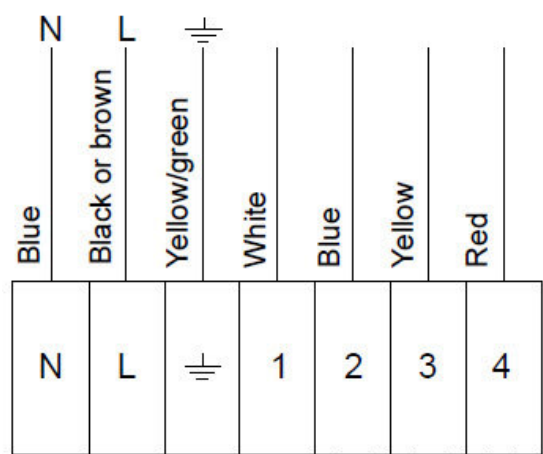 N L
Blue
Black or brown
Yellow/green
White
Blue
Yellow
Red
N L 1 2 3 4